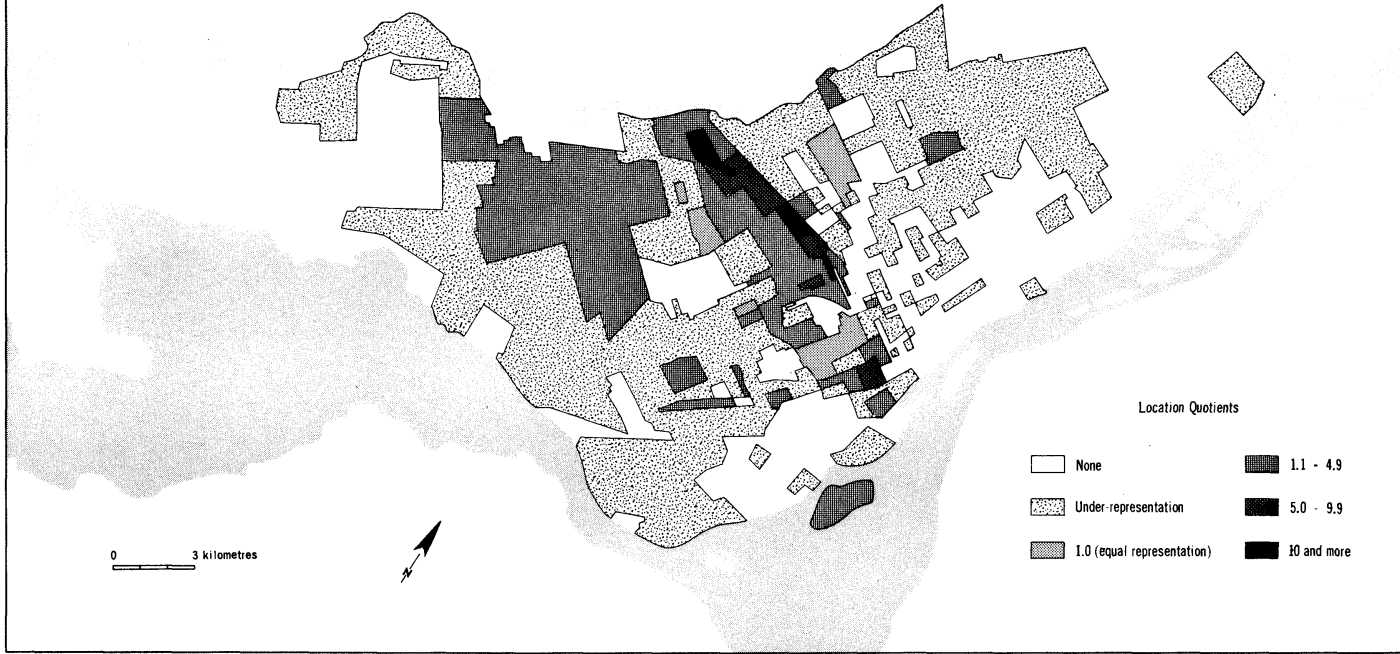 Location Quotients
None
Under-representation
1.0 (equal representation)
1.1 - 4.9
5.0 - 9.9
10 and more
0 3 kilometres
N